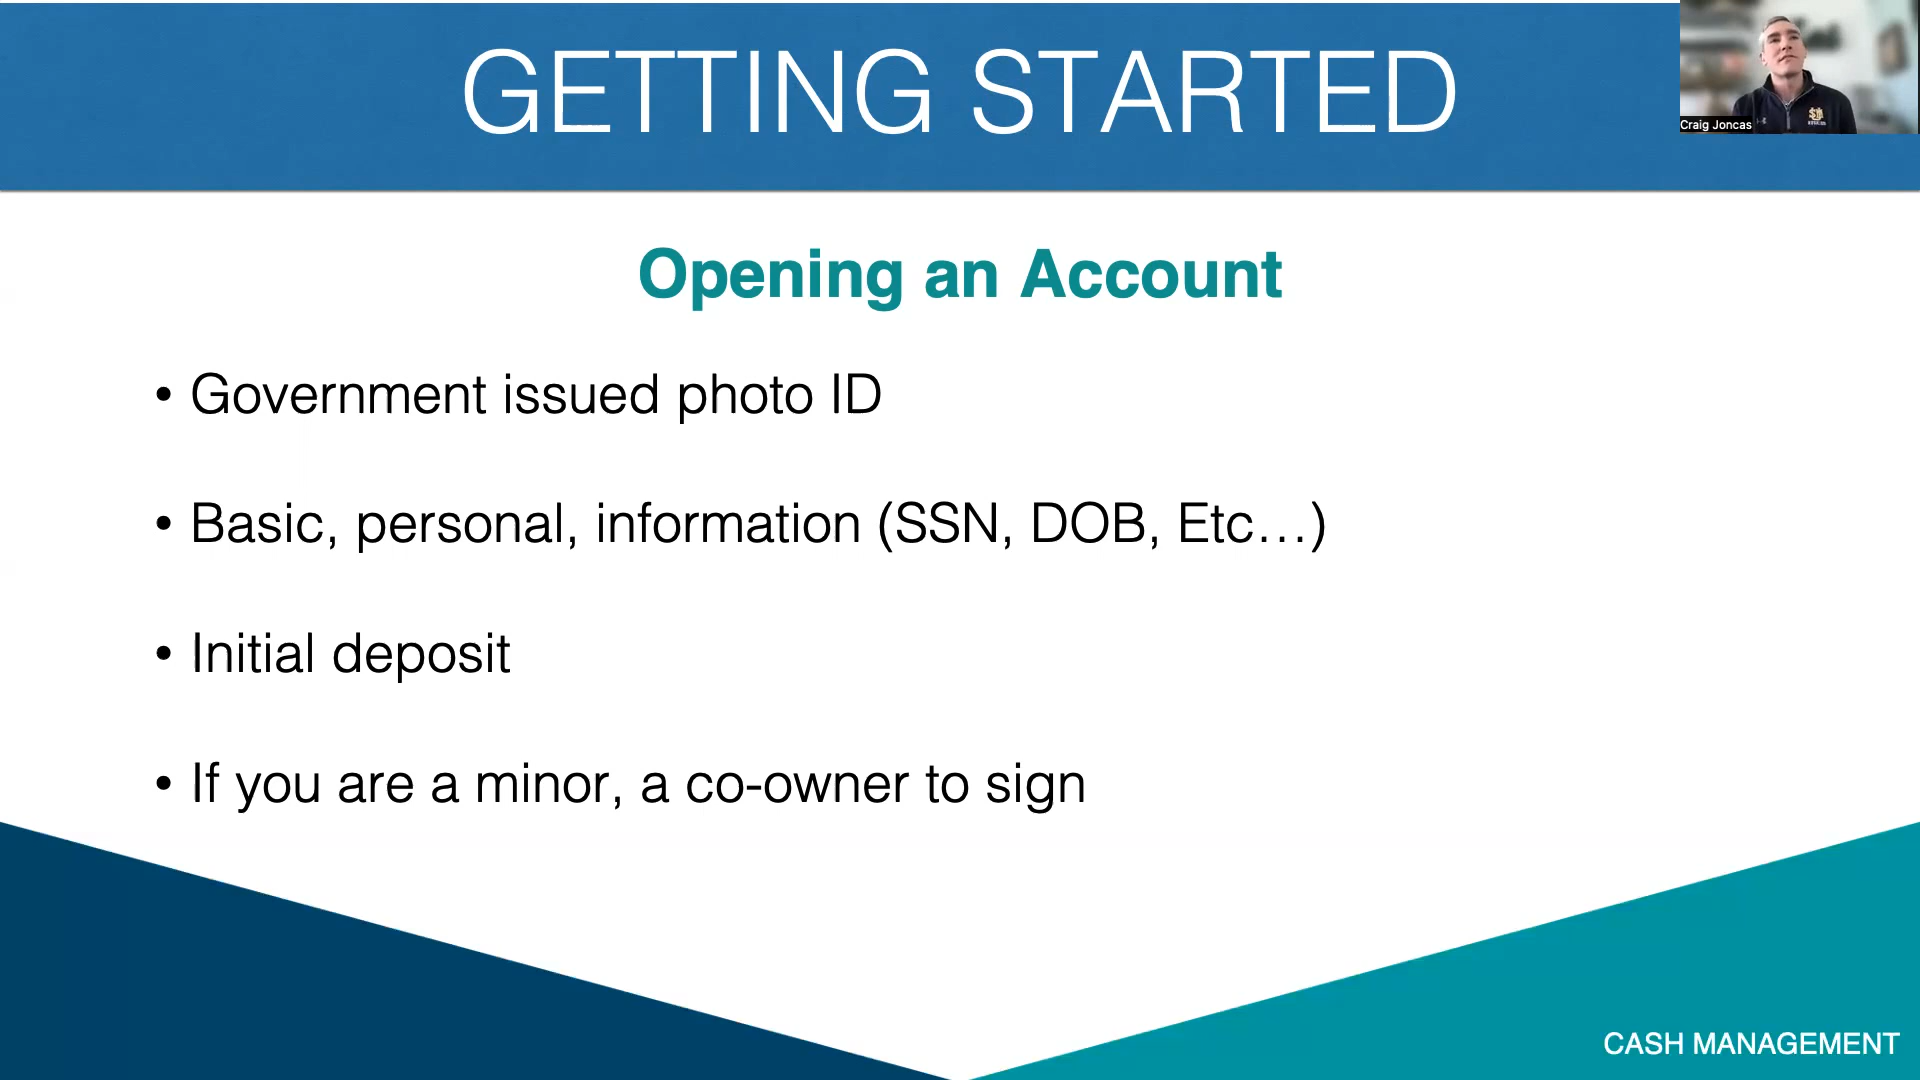 GETTING STARTED
Craig Joncas
Opening an Account
• Government issued photo ID
• Basic, personal, information (SSN, DOB, Etc…)
• Initial deposit
• If you are a minor, a co-owner to sign
CASH MANAGEMENT